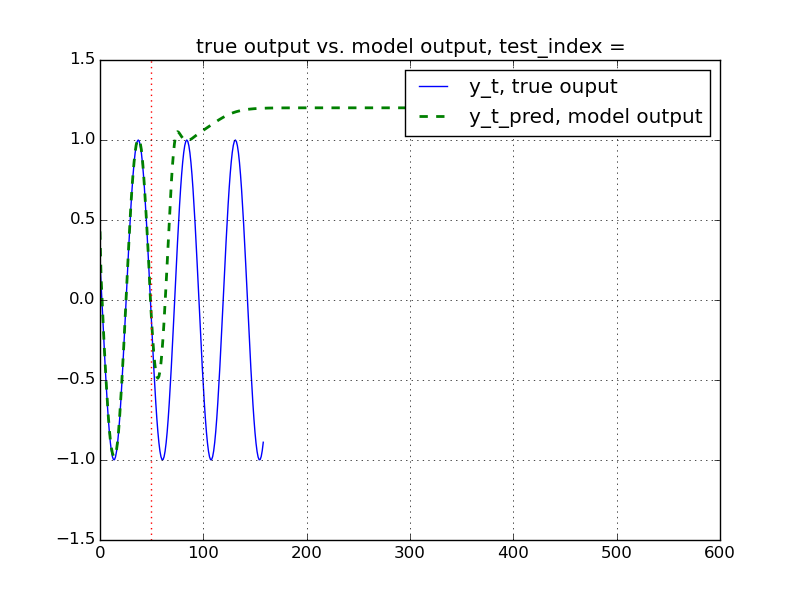 true output vs. model output, test_index =
y_t, true ouput
y_t_pred, model output
1.5
1.0
0.5
0.0
−0.5
−1.0
−1.5
0 100 200 300 400 500 600